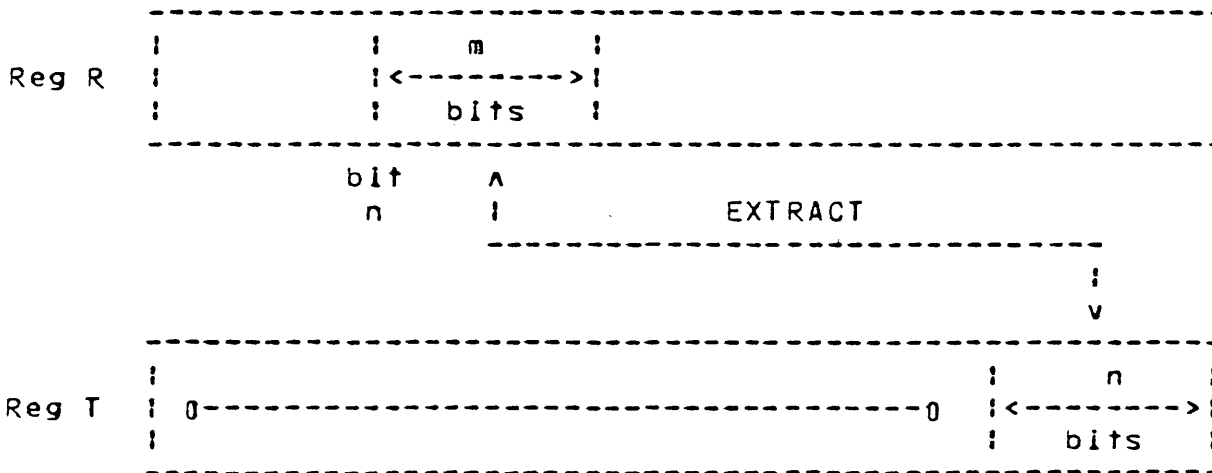 m
Reg R
bits
bit
n
EXTRACT
n
Reg T
0 0
bits